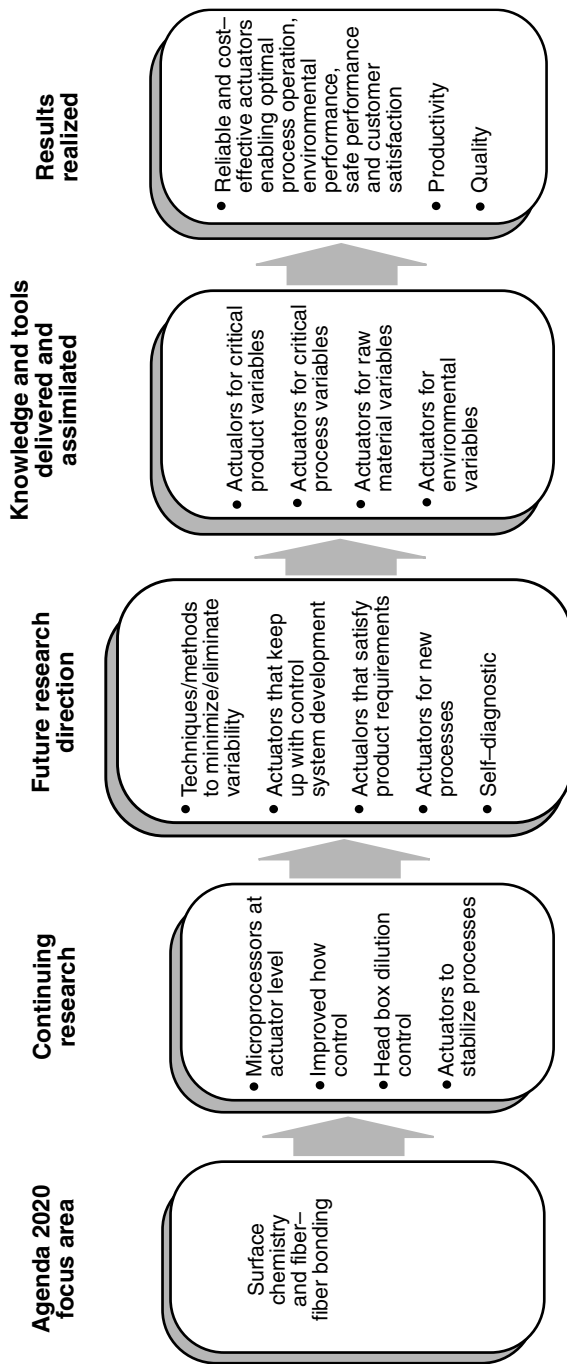 Agenda 2020
focus area
Surface
chemistry
and fiber–
fiber bonding
Continuing
research
• Microprocessors at
actuator level
• Improved how
control
• Head box dilution
control
• Actuators to
stabilize processes
Future research
direction
• Techniques/methods
to minimize/eliminate
variability
• Actuators that keep
up with control
system development
• Actualors that satisfy
product requirements
• Actuators for new
processes
• Self–diagnostic
Knowledge and tools
delivered and
assimilated
• Actualors for critical
product variables
• Actuators for critical
process variables
• Actuators for raw
material variables
• Actuators for
environmental
variables
Results
realized
• Reliable and cost–
effective actuators
enabling optimal
process operation,
environmental
performance,
safe performance
and customer
satisfaction
• Productivity
• Quality